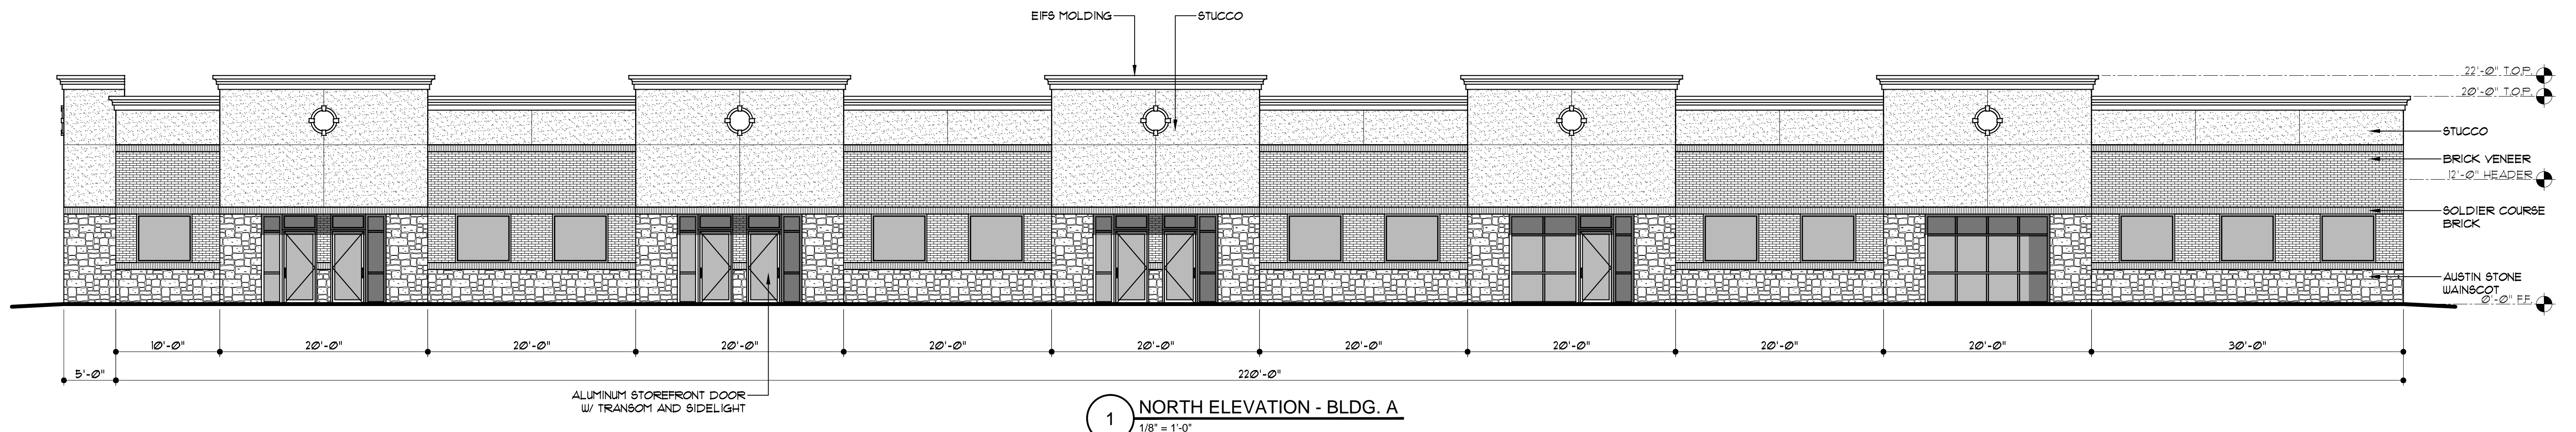 EIFS MOLDING
STUCCO
22'-0" T.O.P.
20'-0" T.O.P.
STUCCO
BRICK VENEER
12'-0" HEADER
SOLDIER COURSE
BRICK
AUSTIN STONE
WAINSCOT
0'-0" F.F.
10'-0" 20'-0" 20'-0" 20'-0" 20'-0" 20'-0" 20'-0" 20'-0" 20'-0" 20'-0" 30'-0"
5'-0" 220'-0"
ALUMINUM STOREFRONT DOOR
W/ TRANSOM AND SIDELIGHT
1 NORTH ELEVATION - BLDG. A
1/8" = 1'-0"